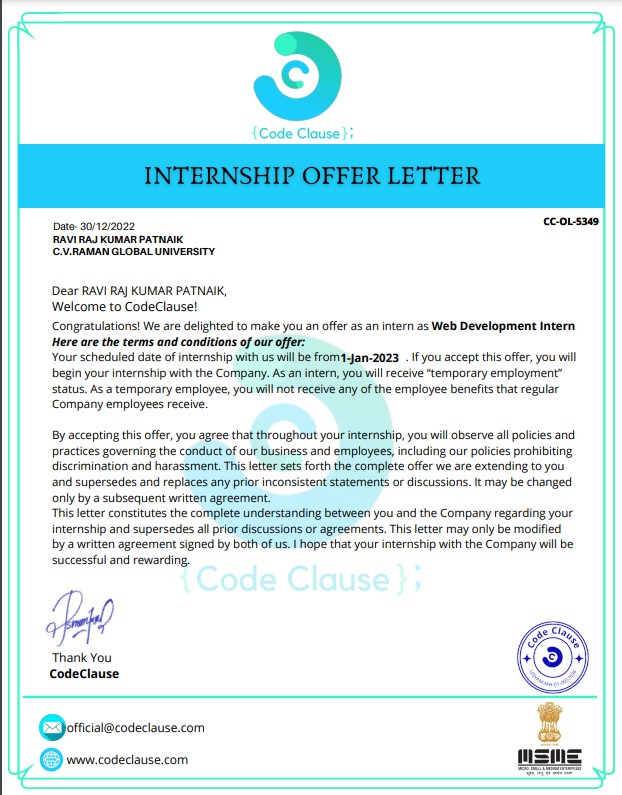 {Code Clause};
INTERNSHIP OFFER LETTER
CC-OL-5349
Date- 30/12/2022
RAVI RAJ KUMAR PATNAIK
C.V.RAMAN GLOBAL UNIVERSITY
Dear RAVI RAJ KUMAR PATNAIK,
Welcome to CodeClause!
Congratulations! We are delighted to make you an offer as an intern as Web Development Intern
Here are the terms and conditions of our offer:
Your scheduled date of internship with us will be from1-Jan-2023 . If you accept this offer, you will
begin your internship with the Company. As an intern, you will receive “temporary employment”
status. As a temporary employee, you will not receive any of the employee benefits that regular
Company employees receive.
By accepting this offer, you agree that throughout your internship, you will observe all policies and
practices governing the conduct of our business and employees, including our policies prohibiting
discrimination and harassment. This letter sets forth the complete offer we are extending to you
and supersedes and replaces any prior inconsistent statements or discussions. It may be changed
only by a subsequent written agreement.
This letter constitutes the complete understanding between you and the Company regarding your
internship and supersedes all prior discussions or agreements. This letter may only be modified
by a written agreement signed by both of us. I hope that your internship with the Company will be
successful and rewarding.
{Code Clause};
Thank You
CodeClause
Code Clause
official@codeclause.com
www.codeclause.com
MSME
MICRO, SMALL & MEDIUM ENTERPRISES